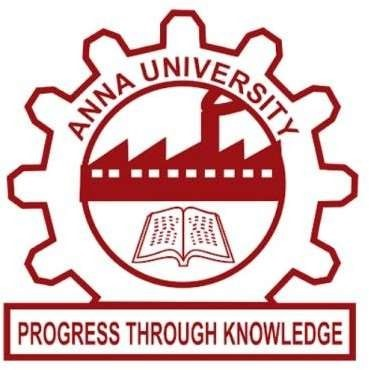 ANNA UNIVERSITY
PROGRESS THROUGH KNOWLEDGE